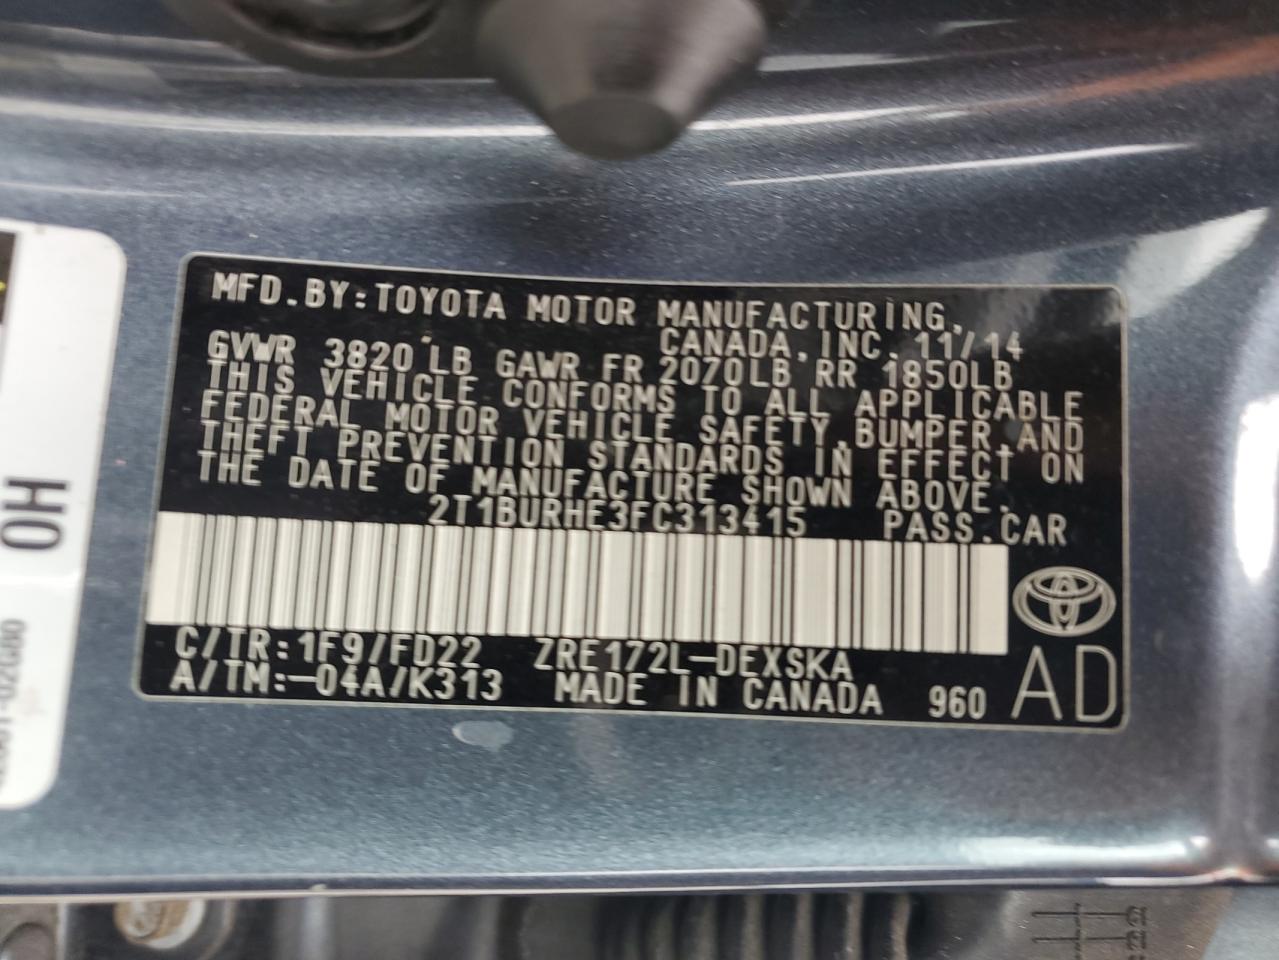 MFD.BY:TOYOTA MOTOR MANUFACTURING,
CANADA,INC. 11/14
GVWR 3820 LB GAWR FR 2070LB RR 1850LB
THIS VEHICLE CONFORMS TO ALL APPLICABLE
FEDERAL MOTOR VEHICLE SAFETY,BUMPER,AND
THEFT PREVENTION STANDARDS IN EFFECT ON
THE DATE OF MANUFACTURE SHOWN ABOVE.
2T1BURHE3FC313415 PASS.CAR
C/TR:1F9/FD22 ZRE172L-DEXSKA
A/TM:-04A/K313 MADE IN CANADA 960 AD
OH